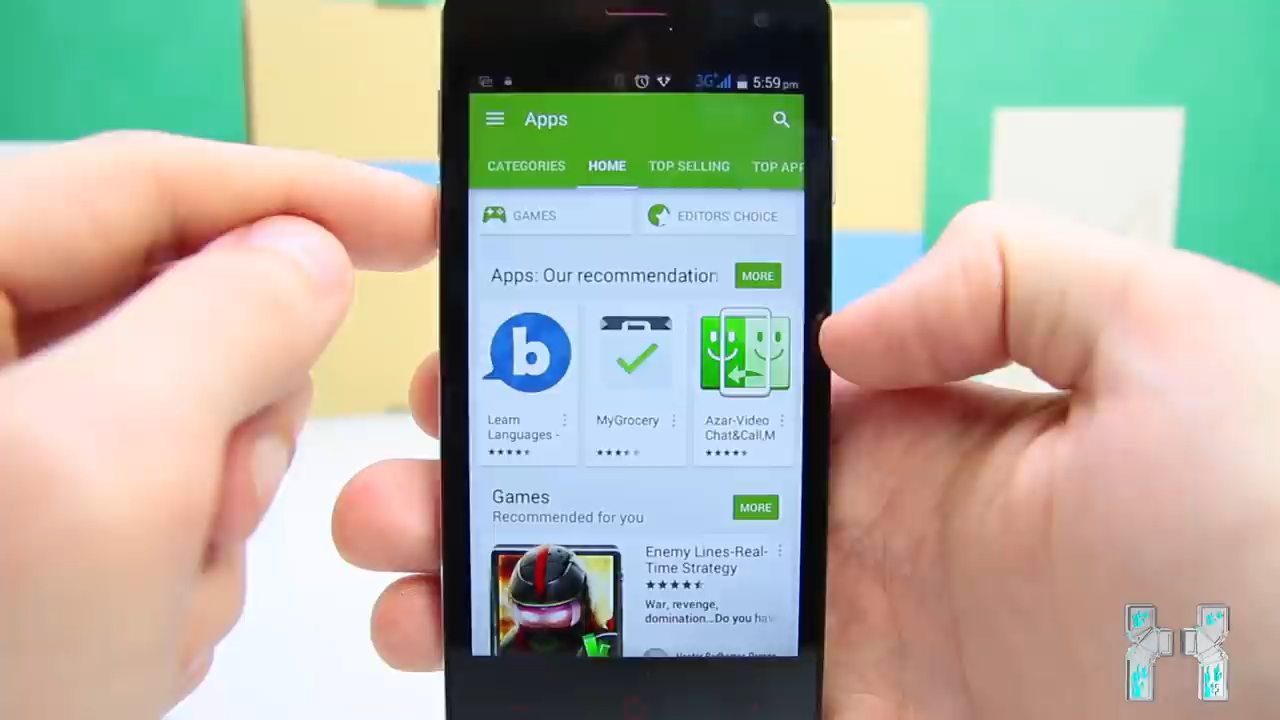 3G+ 5:59 pm
Apps
CATEGORIES HOME TOP SELLING TOP APP
GAMES EDITORS' CHOICE
Apps: Our recommendation MORE
b
Learn
Languages -
MyGrocery
Azar-Video
Chat&Call,M
Games
Recommended for you
MORE
Enemy Lines-Real-
Time Strategy
War, revenge,
domination...Do you hav